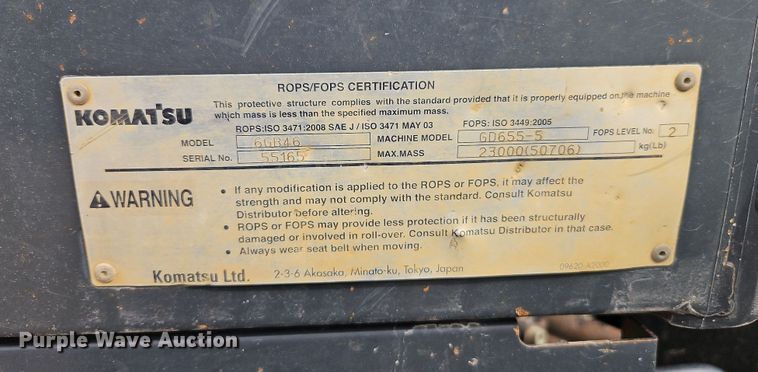 ROPS/FOPS CERTIFICATION
KOMATSU
This protective structure complies with the standard provided that it is properly equipped on the machine
which mass is less than the specified maximum mass.
ROPS:ISO 3471:2008 SAE J / ISO 3471 MAY 03 FOPS: ISO 3449:2005
MODEL 6GB46 MACHINE MODEL GD655-5 FOPS LEVEL No. 2
SERIAL No. 55165 MAX.MASS 23000(50706) kg(Lb)
WARNING
• If any modification is applied to the ROPS or FOPS, it may affect the
strength and may not comply with the standard. Consult Komatsu
Distributor before altering.
• ROPS or FOPS may provide less protection if it has been structurally
damaged or involved in roll-over. Consult Komatsu Distributor in that case.
• Always wear seat belt when moving.
Komatsu Ltd. 2-3-6 Akasaka, Minato-ku, Tokyo, Japan 09620-A2000
Purple Wave Auction